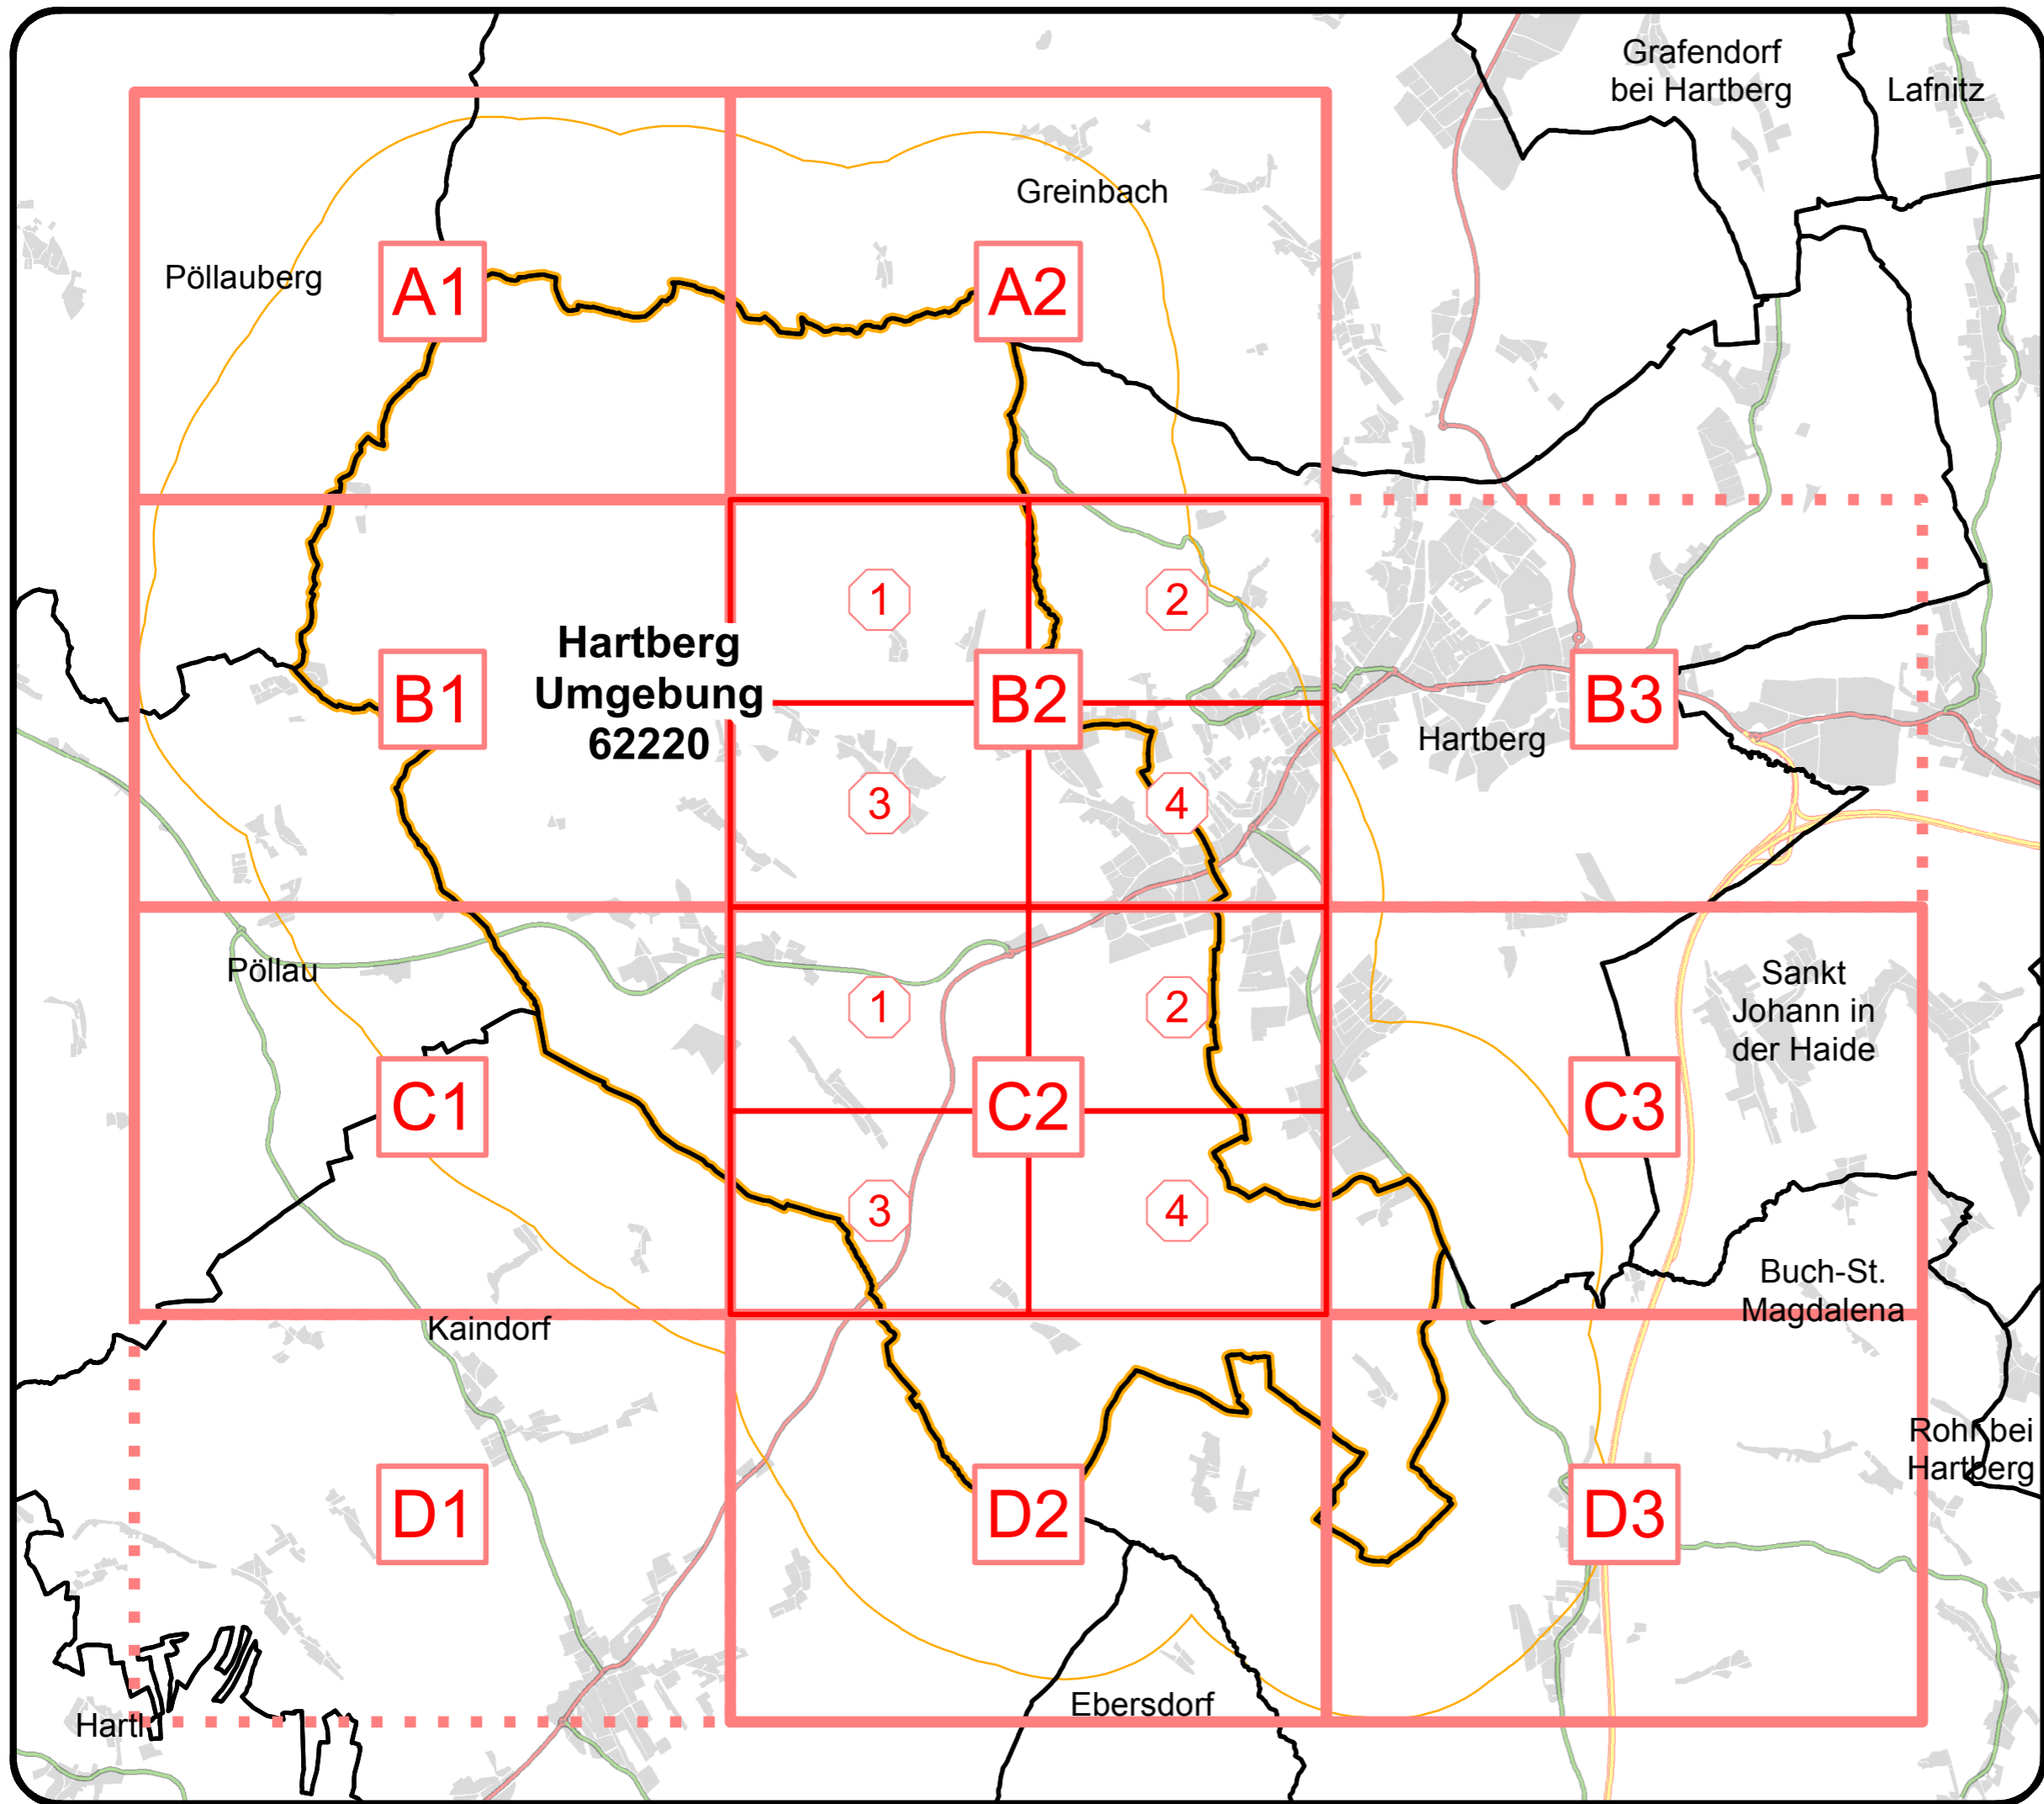 Grafendorf
bei Hartberg
Lafnitz
Greinbach
Pöllauberg
A1
A2
1
2
Hartberg
Umgebung
62220
B1
B2
B3
Hartberg
3
4
Pöllau
Sankt
Johann in
der Haide
1
2
C1
C2
C3
3
4
Buch-St.
Magdalena
Kaindorf
Rohr bei
Hartberg
D1
D2
D3
Ebersdorf
Hartl